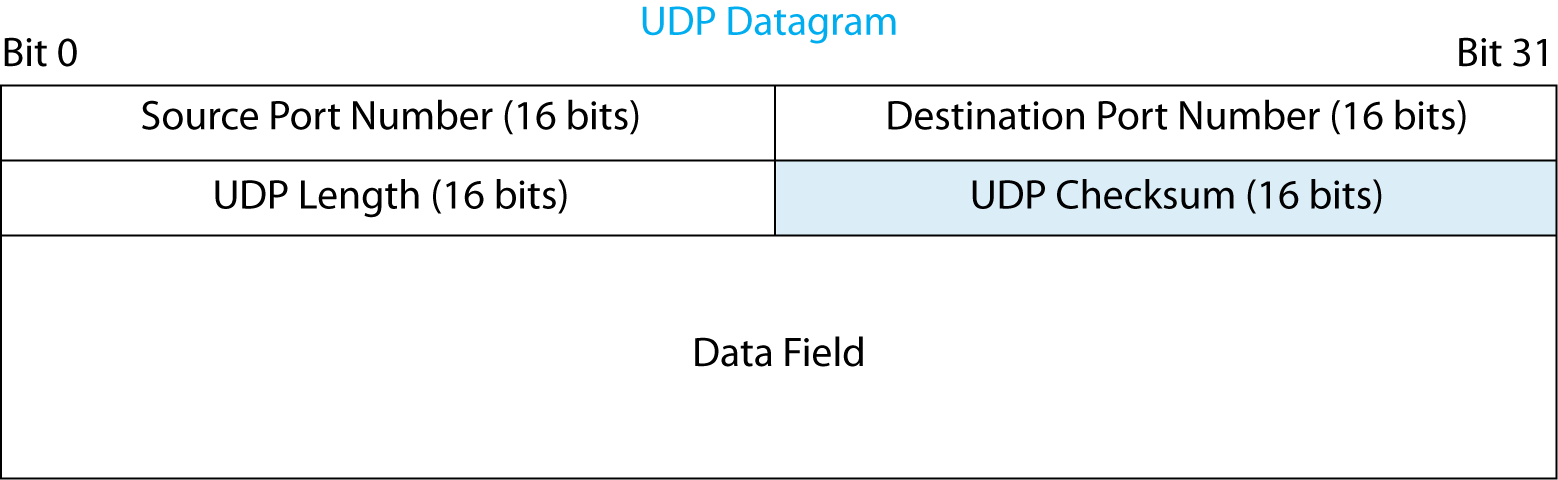 UDP Datagram
Bit 0 Bit 31
Source Port Number (16 bits) Destination Port Number (16 bits)
UDP Length (16 bits) UDP Checksum (16 bits)
Data Field